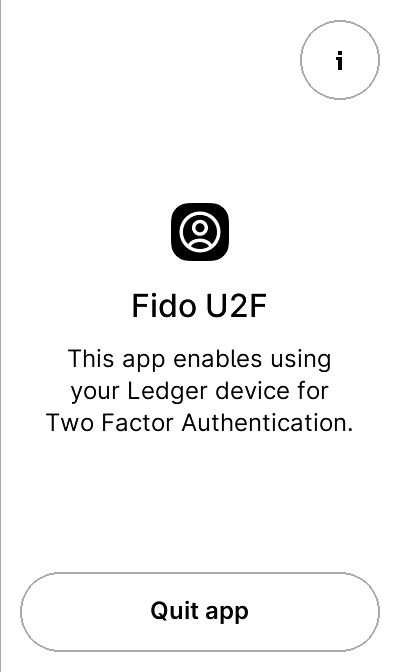 i
Fido U2F
This app enables using
your Ledger device for
Two Factor Authentication.
Quit app